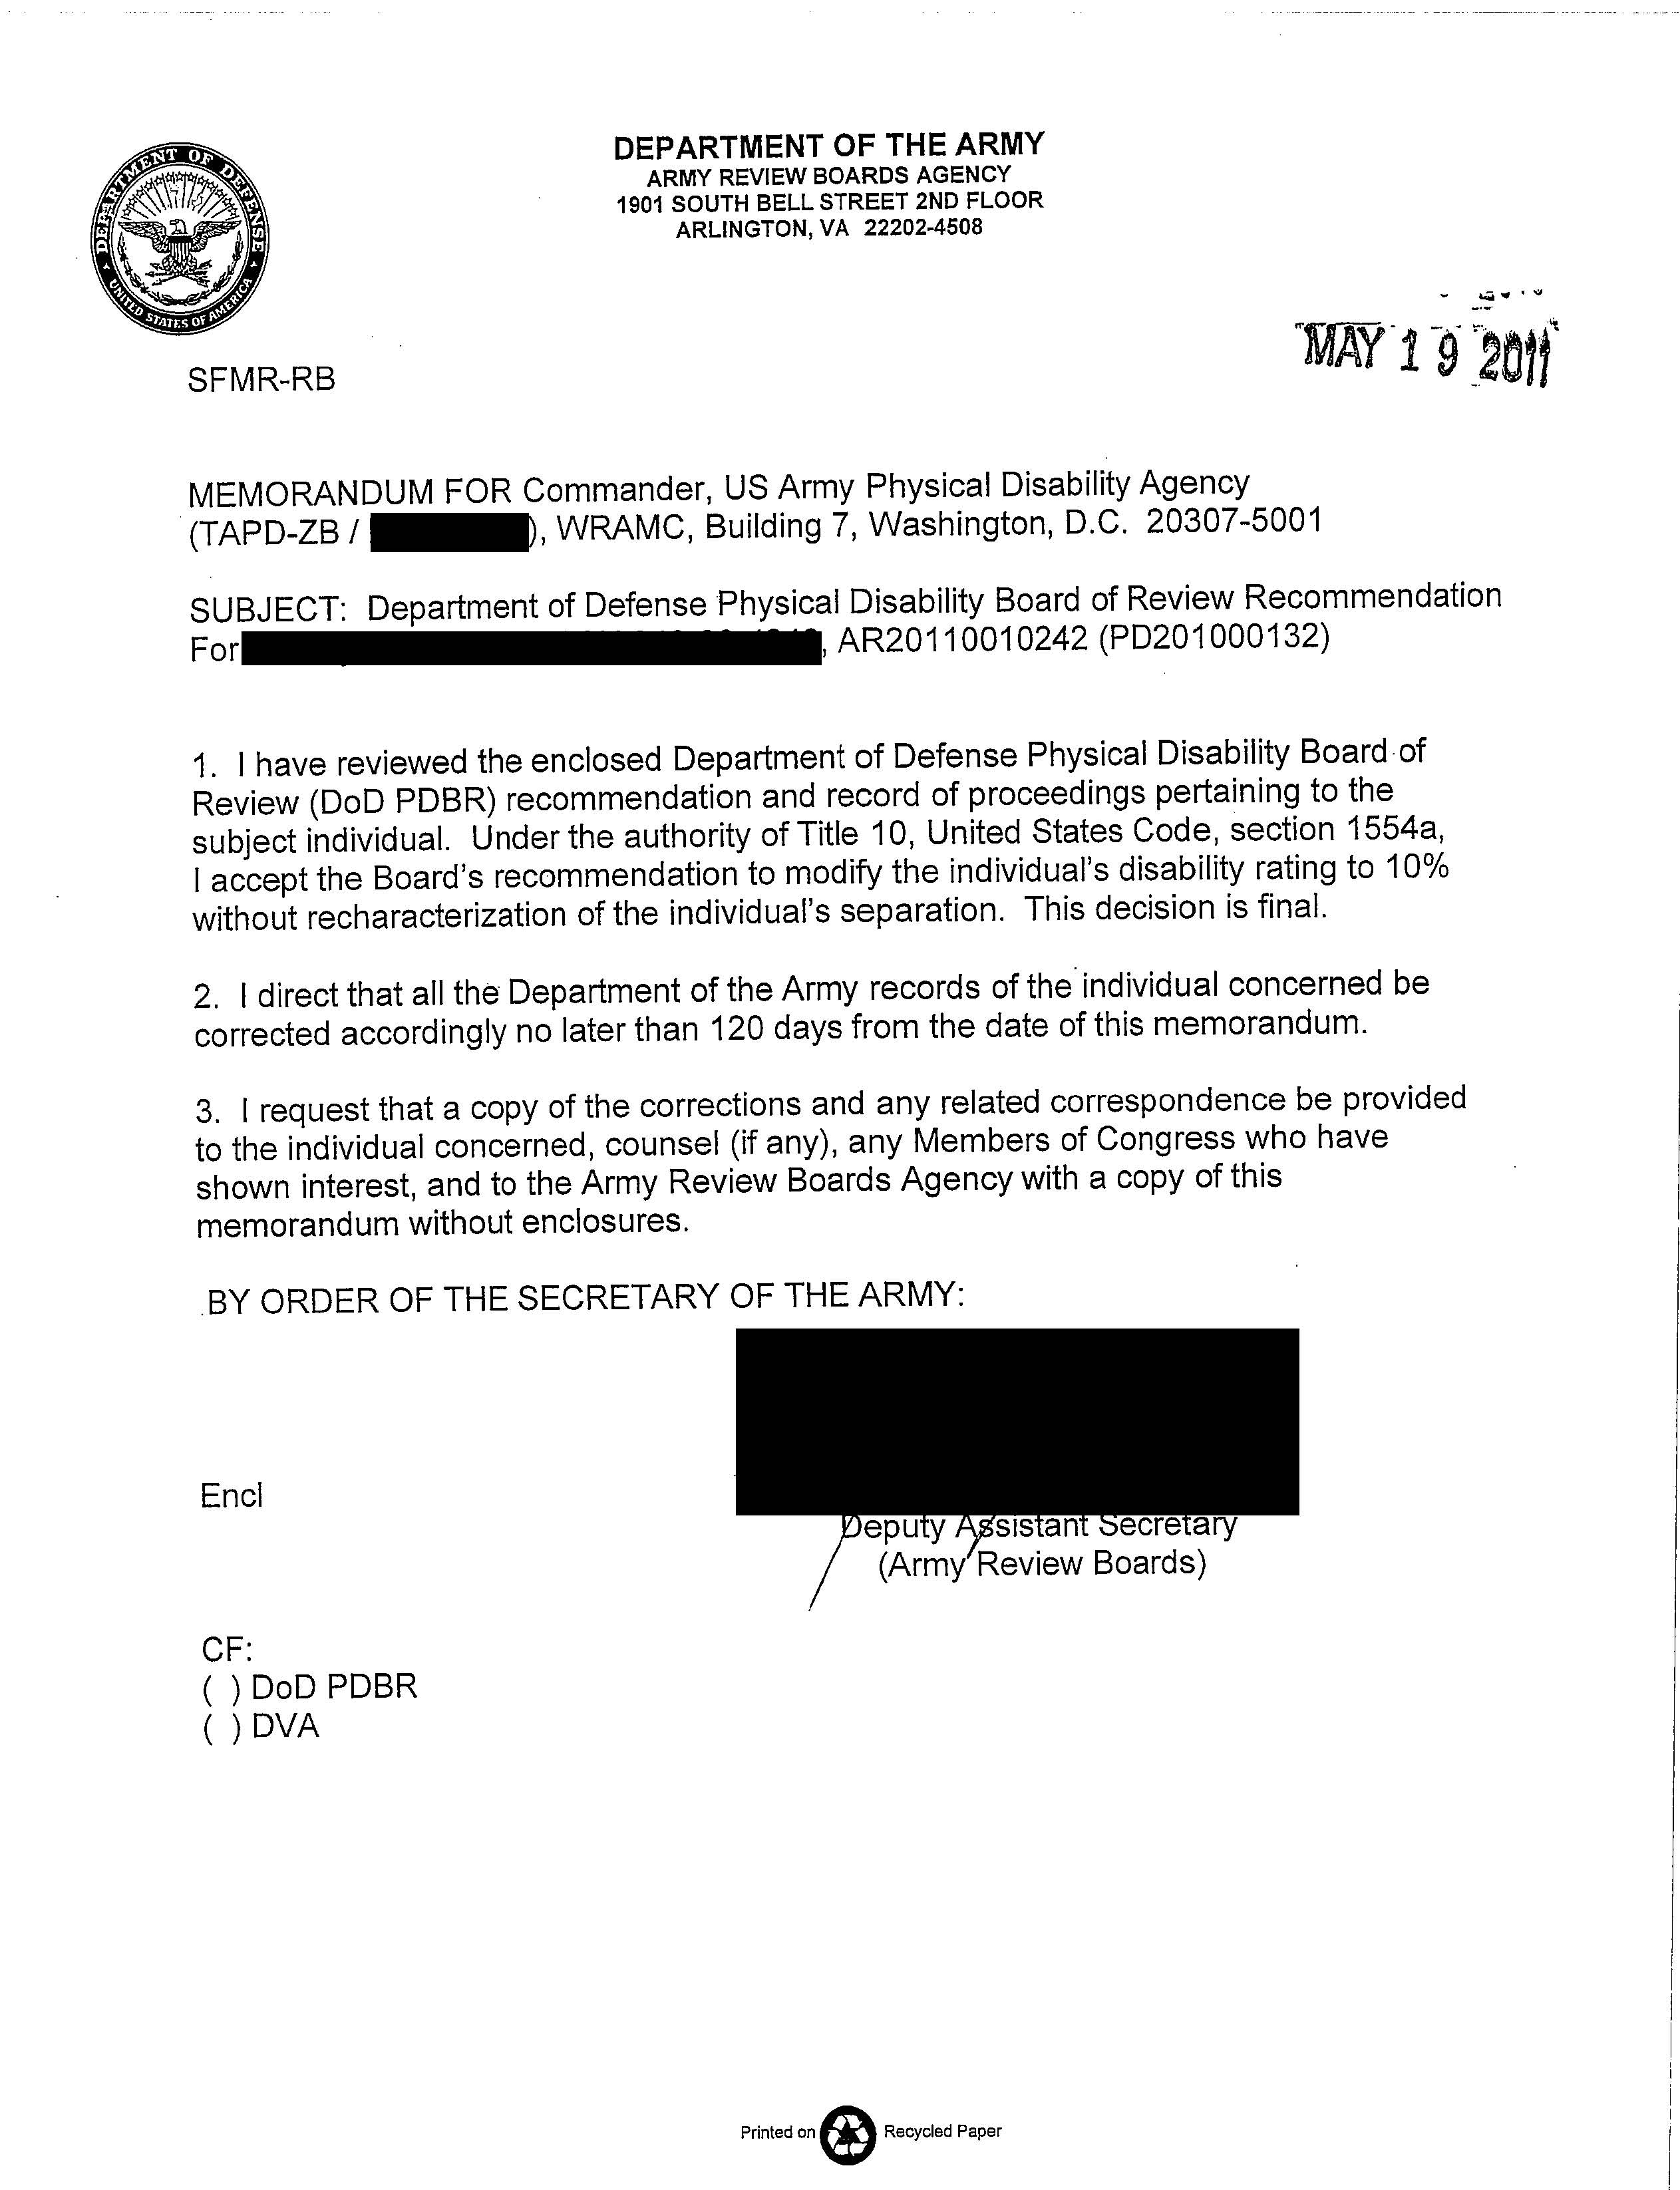 DEPARTMENT OF DEFENSE
UNITED STATES OF AMERICA
DEPARTMENT OF THE ARMY
ARMY REVIEW BOARDS AGENCY
1901 SOUTH BELL STREET 2ND FLOOR
ARLINGTON, VA 22202-4508
MAY 19 2011
SFMR-RB
MEMORANDUM FOR Commander, US Army Physical Disability Agency
(TAPD-ZB / ), WRAMC, Building 7, Washington, D.C. 20307-5001
SUBJECT: Department of Defense Physical Disability Board of Review Recommendation
For , AR20110010242 (PD201000132)
1. I have reviewed the enclosed Department of Defense Physical Disability Board of
Review (DoD PDBR) recommendation and record of proceedings pertaining to the
subject individual. Under the authority of Title 10, United States Code, section 1554a,
I accept the Board's recommendation to modify the individual's disability rating to 10%
without recharacterization of the individual's separation. This decision is final.
2. I direct that all the Department of the Army records of the individual concerned be
corrected accordingly no later than 120 days from the date of this memorandum.
3. I request that a copy of the corrections and any related correspondence be provided
to the individual concerned, counsel (if any), any Members of Congress who have
shown interest, and to the Army Review Boards Agency with a copy of this
memorandum without enclosures.
BY ORDER OF THE SECRETARY OF THE ARMY:
Encl
Deputy Assistant Secretary
(Army Review Boards)
CF:
( ) DoD PDBR
( ) DVA
Printed on Recycled Paper